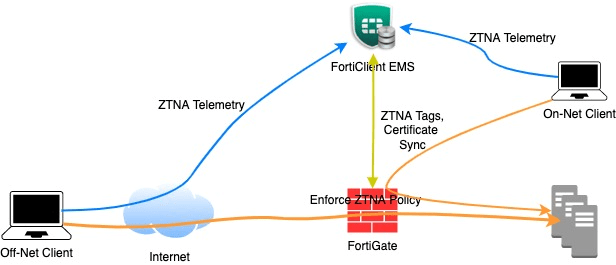 ZTNA Telemetry
FortiClient EMS
ZTNA Telemetry
ZTNA Tags,
Certificate
Sync
On-Net Client
Enforce ZTNA Policy
Off-Net Client
Internet
FortiGate